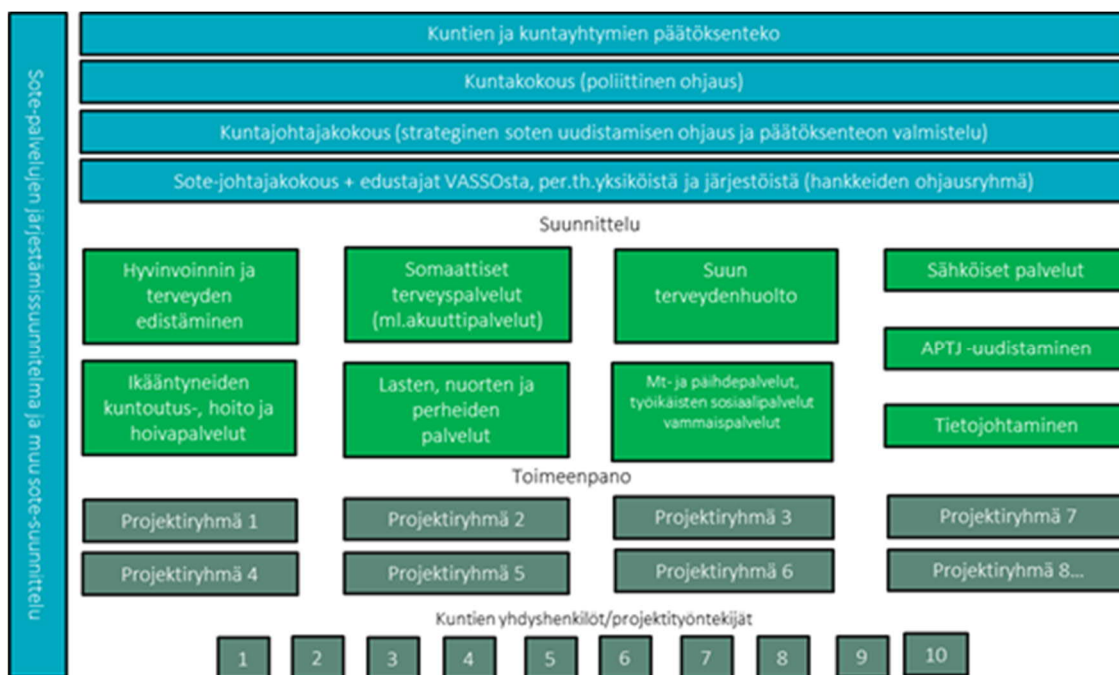 Sote-palvelujen järjestämissuunnitelma ja muu sote-suunnittelu
Kuntien ja kuntayhtymien päätöksenteko
Kuntakokous (poliittinen ohjaus)
Kuntajohtajakokous (strateginen soten uudistamisen ohjaus ja päätöksenteon valmistelu)
Sote-johtajakokous + edustajat VASSOsta, per.th.yksiköistä ja järjestöistä (hankkeiden ohjausryhmä)
Suunnittelu
Hyvinvoinnin ja
terveyden
edistäminen
Somaattiset
terveyspalvelut
(ml.akuuttipalvelut)
Suun
terveydenhuolto
Sähköiset palvelut
APTJ -uudistaminen
Ikääntyneiden
kuntoutus-, hoito ja
hoivapalvelut
Lasten, nuorten ja
perheiden
palvelut
Mt- ja päihdepalvelut,
työikäisten sosiaalipalvelut
vammaispalvelut
Tietojohtaminen
Toimeenpano
Projektiryhmä 1
Projektiryhmä 2
Projektiryhmä 3
Projektiryhmä 7
Projektiryhmä 4
Projektiryhmä 5
Projektiryhmä 6
Projektiryhmä 8...
Kuntien yhdyshenkilöt/projektityöntekijät
1
2
3
4
5
6
7
8
9
10